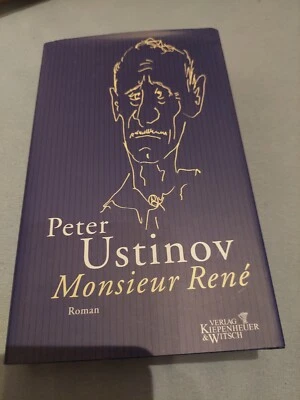 Peter
Ustinov
Monsieur René
Roman
VERLAG
KIEPENHEUER
& WITSCH